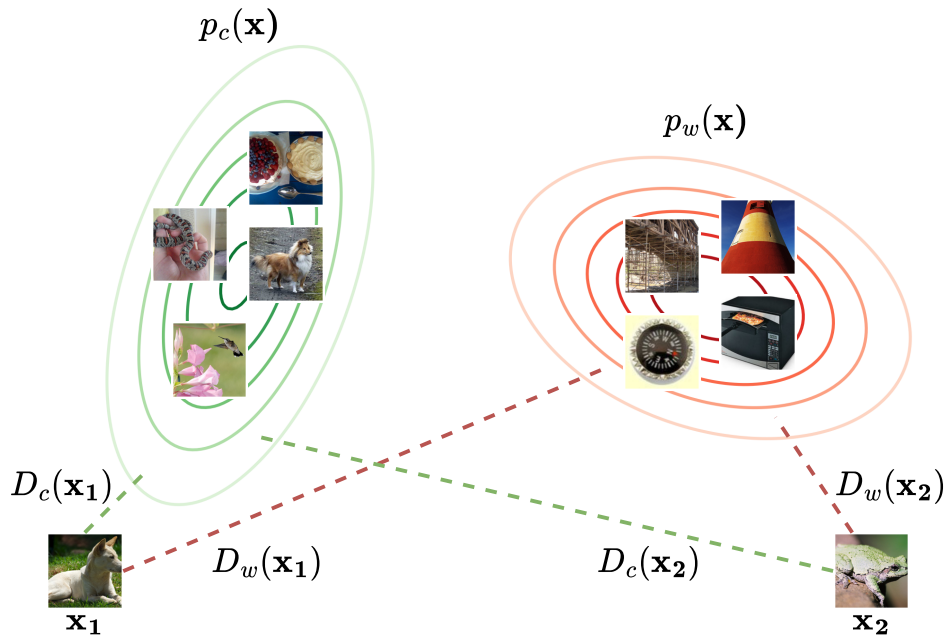 p_c(x)
p_w(x)
D_c(x_1)
D_w(x_2)
D_w(x_1)
D_c(x_2)
x_1
x_2